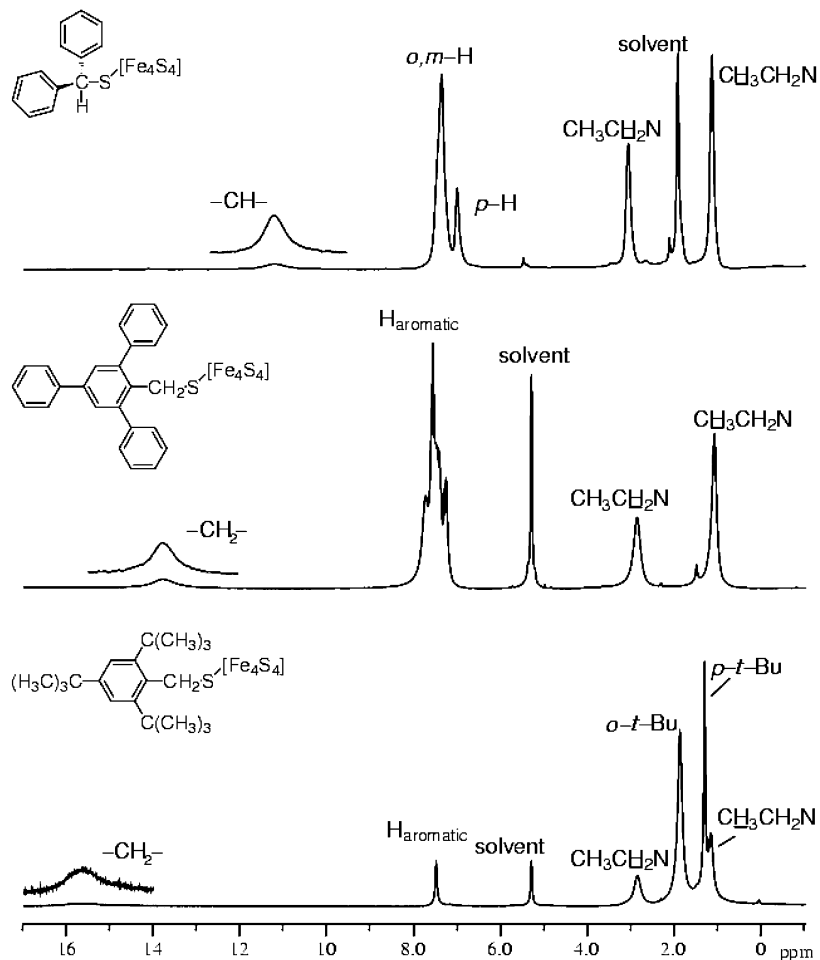 [Fe4S4]
C–S
H
o,m–H
solvent
CH3CH2N
CH3CH2N
–CH–
p–H
Haromatic
[Fe4S4]
CH2S
solvent
CH3CH2N
CH3CH2N
–CH2–
C(CH3)3
[Fe4S4]
(H3C)3C
CH2S
C(CH3)3
p–t–Bu
o–t–Bu
CH3CH2N
Haromatic
solvent
CH3CH2N
–CH2–
16 14 12 10 8.0 6.0 4.0 2.0 0 ppm